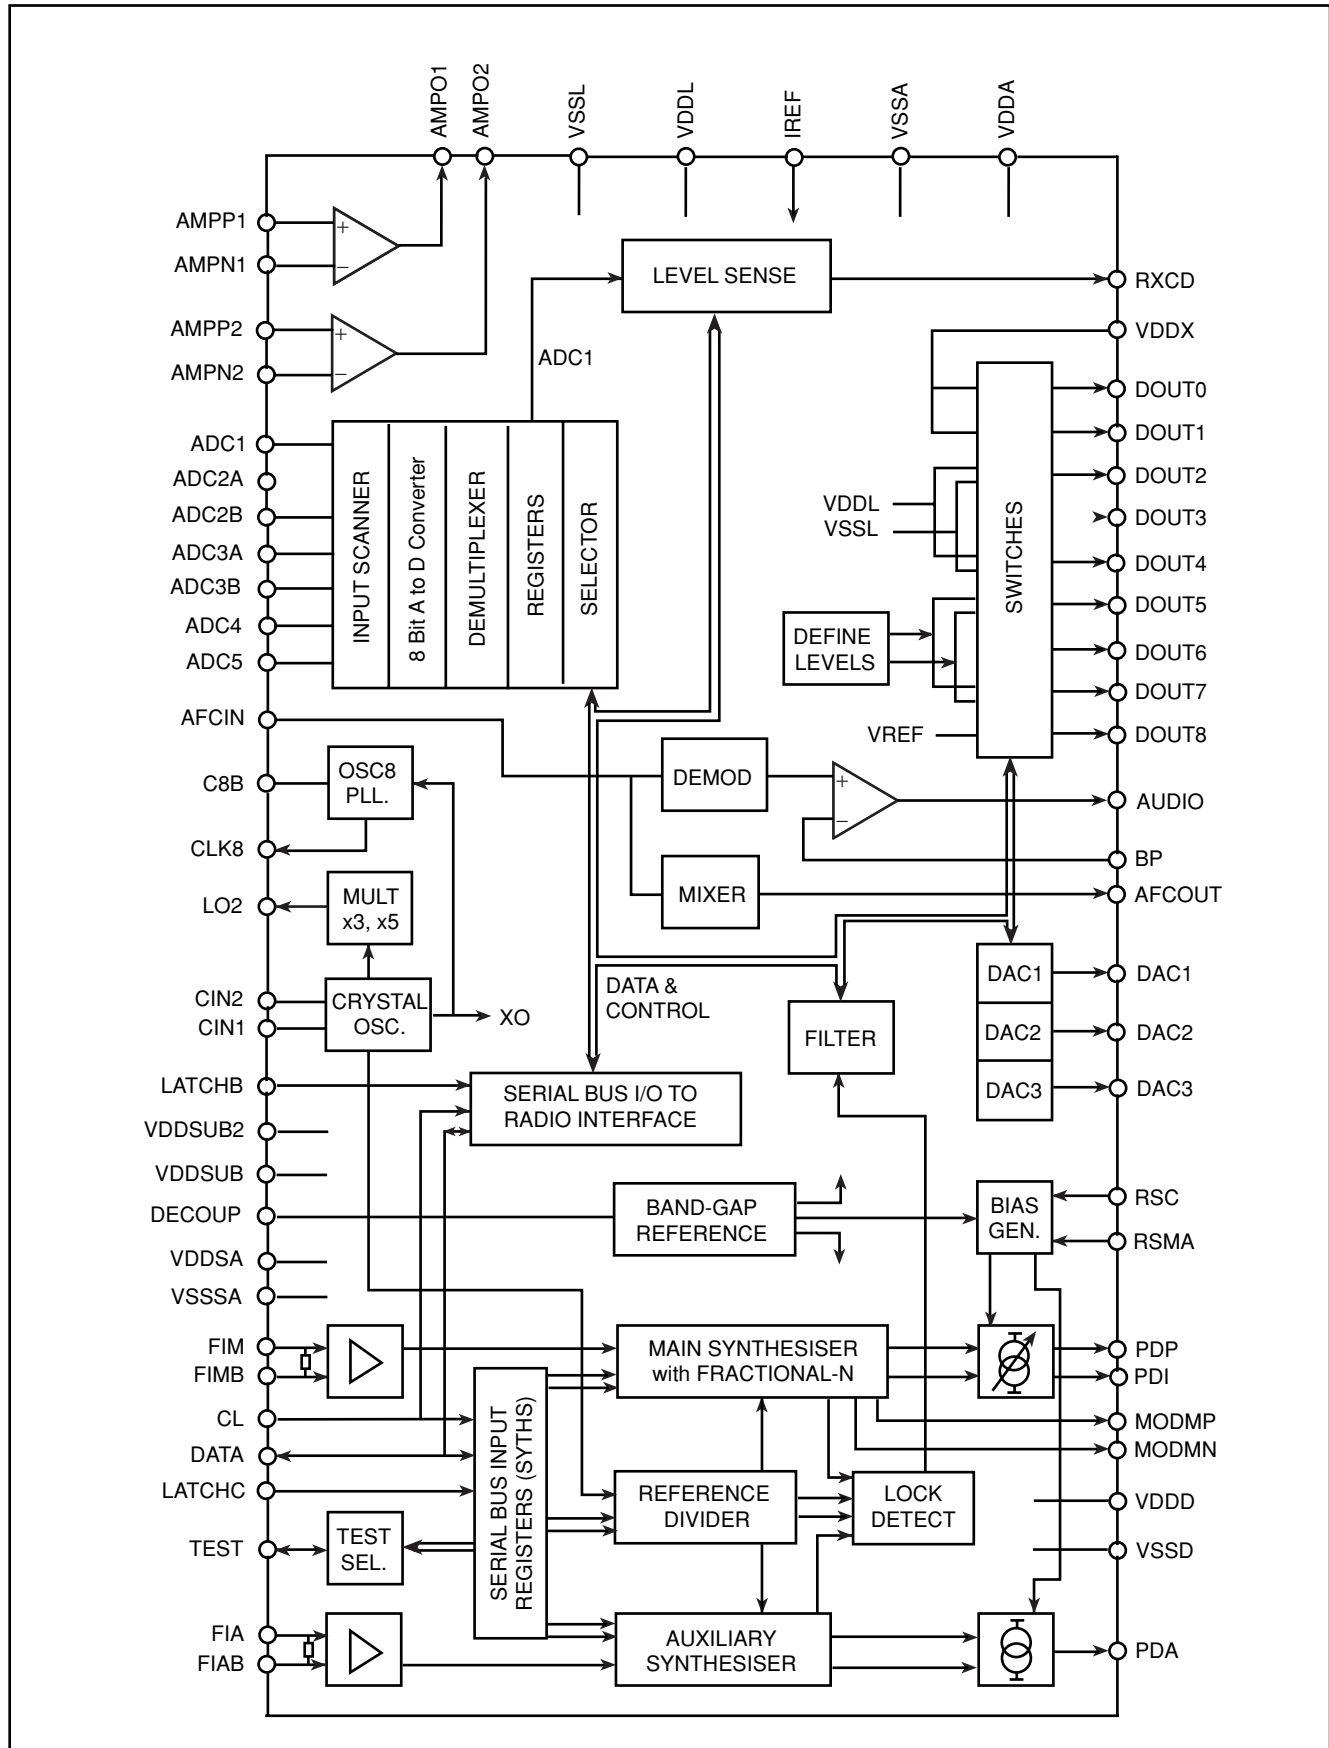 AMPO1
AMPO2
VSSL
VDDL
IREF
VSSA
VDDA
AMPP1
AMPN1
AMPP2
AMPN2
+
−
+
−
LEVEL SENSE
RXCD
VDDX
ADC1
ADC1
ADC2A
ADC2B
ADC3A
ADC3B
ADC4
ADC5
INPUT SCANNER
8 Bit A to D Converter
DEMULTIPLEXER
REGISTERS
SELECTOR
VDDL
VSSL
DEFINE
LEVELS
VREF
SWITCHES
DOUT0
DOUT1
DOUT2
DOUT3
DOUT4
DOUT5
DOUT6
DOUT7
DOUT8
AFCIN
C8B
OSC8
PLL.
CLK8
LO2
MULT
x3, x5
DEMOD
+
−
AUDIO
BP
MIXER
AFCOUT
CIN2
CIN1
CRYSTAL
OSC.
XO
DATA &
CONTROL
FILTER
DAC1
DAC2
DAC3
DAC1
DAC2
DAC3
LATCHB
SERIAL BUS I/O TO
RADIO INTERFACE
VDDSUB2
VDDSUB
DECOUP
VDDSA
VSSSA
BAND-GAP
REFERENCE
BIAS
GEN.
RSC
RSMA
FIM
FIMB
CL
DATA
LATCHC
TEST
TEST
SEL.
SERIAL BUS INPUT
REGISTERS (SYTHS)
MAIN SYNTHESISER
with FRACTIONAL-N
PDP
PDI
MODMP
MODMN
REFERENCE
DIVIDER
LOCK
DETECT
VDDD
VSSD
FIA
FIAB
AUXILIARY
SYNTHESISER
PDA